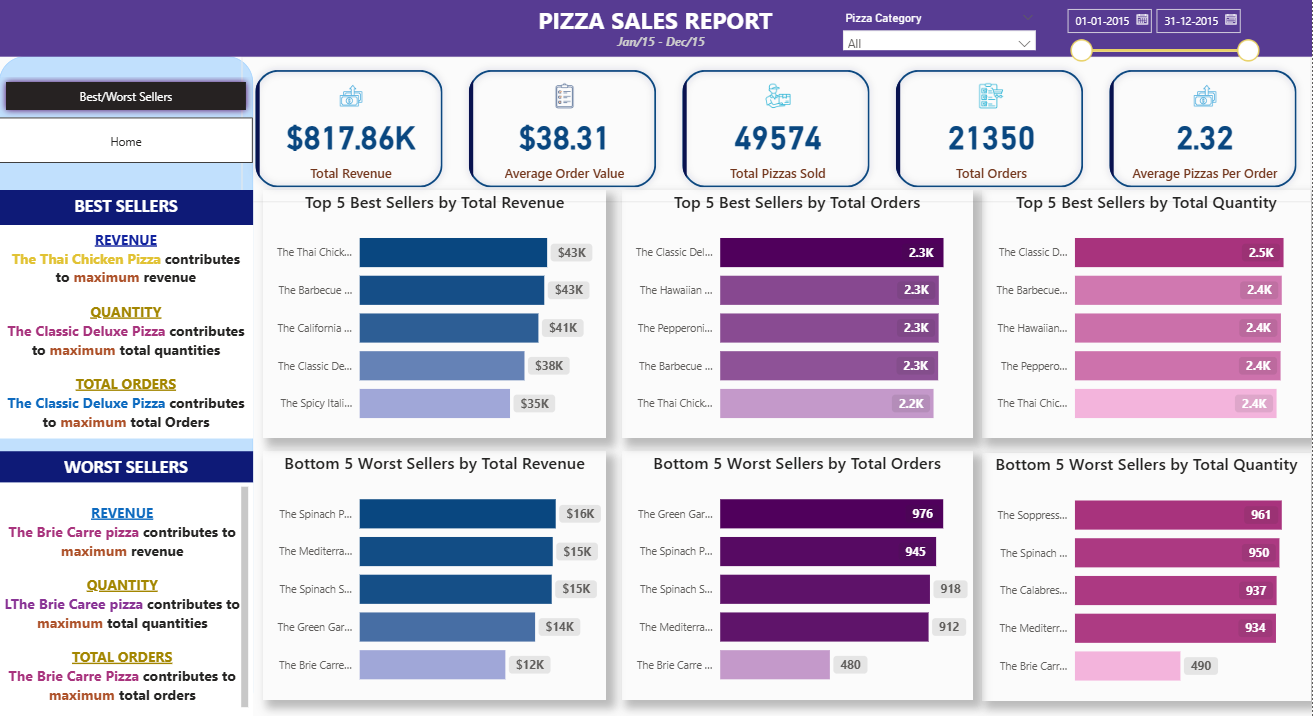 PIZZA SALES REPORT
Jan/15 - Dec/15
Pizza Category
All
01-01-2015
31-12-2015
Best/Worst Sellers
Home
$817.86K
Total Revenue
$38.31
Average Order Value
49574
Total Pizzas Sold
21350
Total Orders
2.32
Average Pizzas Per Order
BEST SELLERS
REVENUE
The Thai Chicken Pizza contributes
to maximum revenue
QUANTITY
The Classic Deluxe Pizza contributes
to maximum total quantities
TOTAL ORDERS
The Classic Deluxe Pizza contributes
to maximum total Orders
WORST SELLERS
REVENUE
The Brie Carre pizza contributes to
maximum revenue
QUANTITY
LThe Brie Caree pizza contributes to
maximum total quantities
TOTAL ORDERS
The Brie Carre Pizza contributes to
maximum total orders
Top 5 Best Sellers by Total Revenue
The Thai Chick... $43K
The Barbecue ... $43K
The California ... $41K
The Classic De... $38K
The Spicy Itali... $35K
Top 5 Best Sellers by Total Orders
The Classic Del... 2.3K
The Hawaiian ... 2.3K
The Pepperoni... 2.3K
The Barbecue ... 2.3K
The Thai Chick... 2.2K
Top 5 Best Sellers by Total Quantity
The Classic D... 2.5K
The Barbecue... 2.4K
The Hawaiian... 2.4K
The Peppero... 2.4K
The Thai Chic... 2.4K
Bottom 5 Worst Sellers by Total Revenue
The Spinach P... $16K
The Mediterra... $15K
The Spinach S... $15K
The Green Gar... $14K
The Brie Carre... $12K
Bottom 5 Worst Sellers by Total Orders
The Green Gar... 976
The Spinach P... 945
The Spinach S... 918
The Mediterra... 912
The Brie Carre ... 480
Bottom 5 Worst Sellers by Total Quantity
The Soppress... 961
The Spinach ... 950
The Calabres... 937
The Mediterr... 934
The Brie Carr... 490